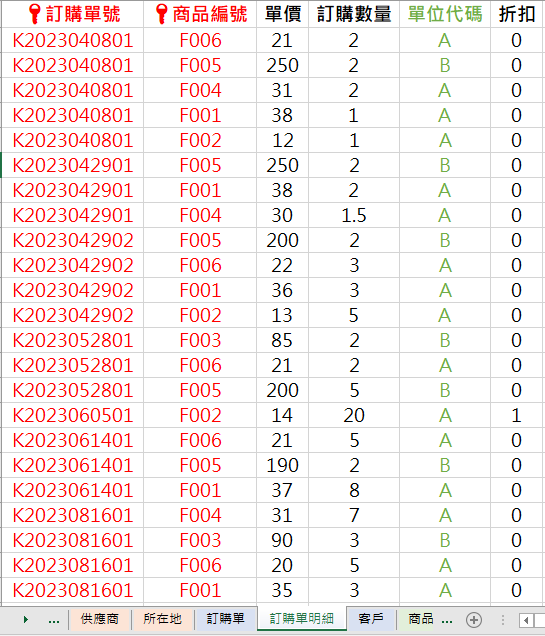 訂購單號 商品編號 單價 訂購數量 單位代碼 折扣
K2023040801 F006 21 2 A 0
K2023040801 F005 250 2 B 0
K2023040801 F004 31 2 A 0
K2023040801 F001 38 1 A 0
K2023040801 F002 12 1 A 0
K2023042901 F005 250 2 B 0
K2023042901 F001 38 2 A 0
K2023042901 F004 30 1.5 A 0
K2023042902 F005 200 2 B 0
K2023042902 F006 22 3 A 0
K2023042902 F001 36 3 A 0
K2023042902 F002 13 5 A 0
K2023052801 F003 85 2 B 0
K2023052801 F006 21 2 A 0
K2023052801 F005 200 5 B 0
K2023060501 F002 14 20 A 1
K2023061401 F006 21 5 A 0
K2023061401 F005 190 2 B 0
K2023061401 F001 37 8 A 0
K2023081601 F004 31 7 A 0
K2023081601 F003 90 3 B 0
K2023081601 F006 20 5 A 0
K2023081601 F001 35 3 A 0
... 供應商 所在地 訂購單 訂購單明細 客戶 商品 ...